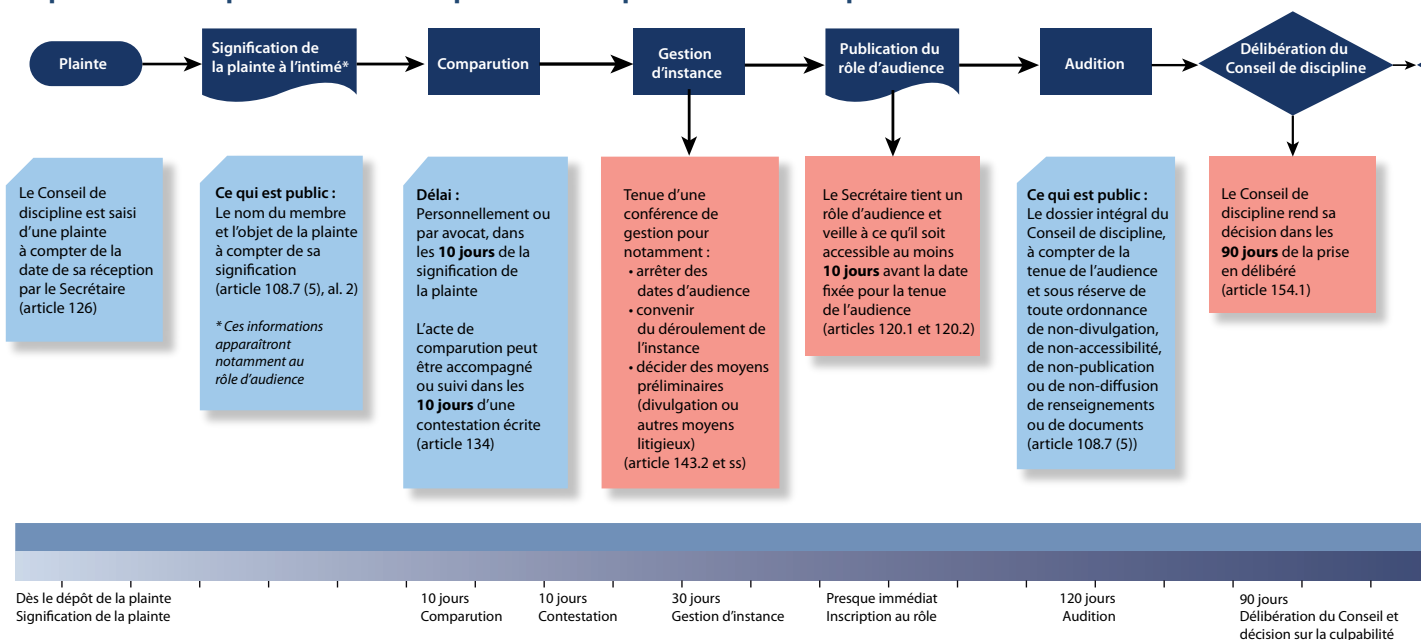 Plainte
Signification de
la plainte à l'intimé*
Comparution
Gestion
d'instance
Publication du
rôle d'audience
Audition
Délibération du
Conseil de discipline
Le Conseil de
discipline est saisi
d'une plainte
à compter de la
date de sa réception
par le Secrétaire
(article 126)
Ce qui est public :
Le nom du membre
et l'objet de la plainte
à compter de sa
signification
(article 108.7 (5), al. 2)
* Ces informations
apparaîtront
notamment au
rôle d'audience
Délai :
Personnellement ou
par avocat, dans
les 10 jours de la
signification de
la plainte
L'acte de
comparution peut
être accompagné
ou suivi dans les
10 jours d'une
contestation écrite
(article 134)
Tenue d'une
conférence de
gestion pour
notamment :
• arrêter des
dates d'audience
• convenir
du déroulement de
l'instance
• décider des moyens
préliminaires
(divulgation ou
autres moyens
litigieux)
(article 143.2 et ss)
Le Secrétaire tient un
rôle d'audience et
veille à ce qu'il soit
accessible au moins
10 jours avant la date
fixée pour la tenue
de l'audience
(articles 120.1 et 120.2)
Ce qui est public :
Le dossier intégral du
Conseil de discipline,
à compter de la
tenue de l'audience
et sous réserve de
toute ordonnance
de non-divulgation,
de non-accessibilité,
de non-publication
ou de non-diffusion
de renseignements
ou de documents
(article 108.7 (5))
Le Conseil de
discipline rend sa
décision dans les
90 jours de la prise
en délibéré
(article 154.1)
Dès le dépôt de la plainte
Signification de la plainte
10 jours
Comparution
10 jours
Contestation
30 jours
Gestion d'instance
Presque immédiat
Inscription au rôle
120 jours
Audition
90 jours
Délibération du Conseil et
décision sur la culpabilité